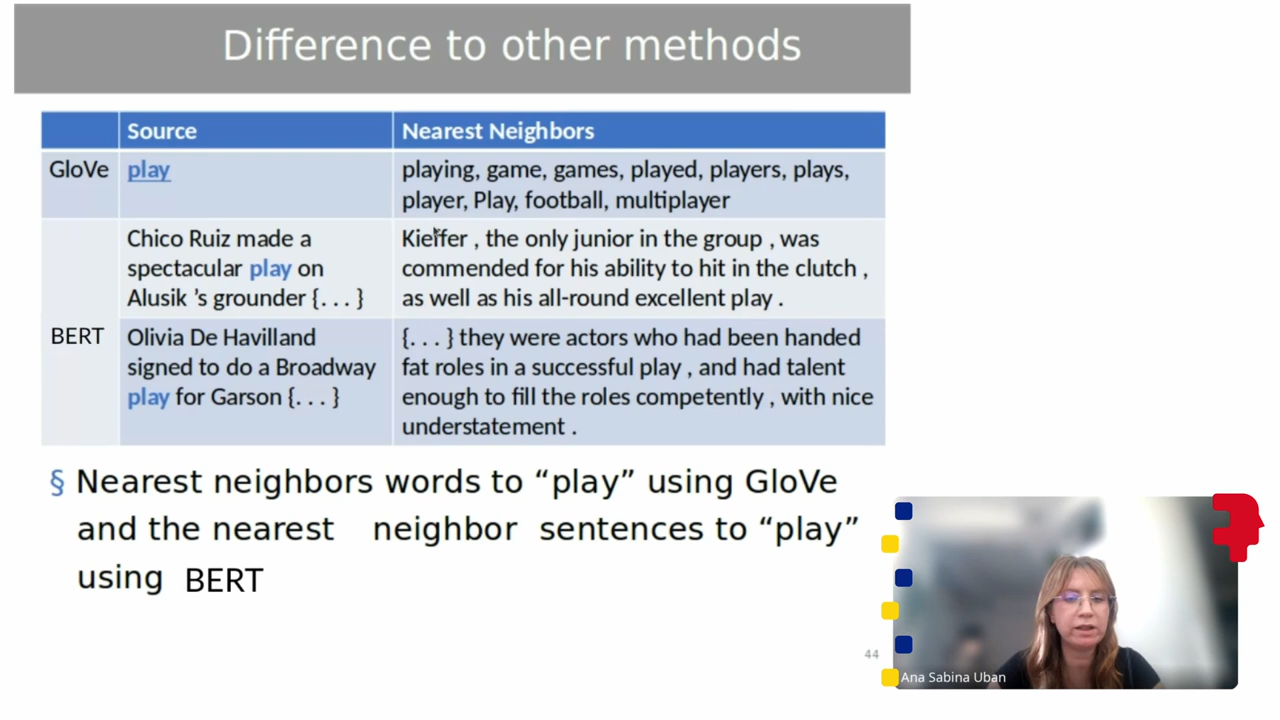 Difference to other methods
Source
Nearest Neighbors
GloVe
play
playing, game, games, played, players, plays,
player, Play, football, multiplayer
BERT
Chico Ruiz made a
spectacular play on
Alusik 's grounder {. . . }
Kieffer , the only junior in the group , was
commended for his ability to hit in the clutch ,
as well as his all-round excellent play .
Olivia De Havilland
signed to do a Broadway
play for Garson {. . . }
{. . . } they were actors who had been handed
fat roles in a successful play , and had talent
enough to fill the roles competently , with nice
understatement .
§ Nearest neighbors words to “play” using GloVe
and the nearest neighbor sentences to “play”
using BERT
44
Ana Sabina Uban